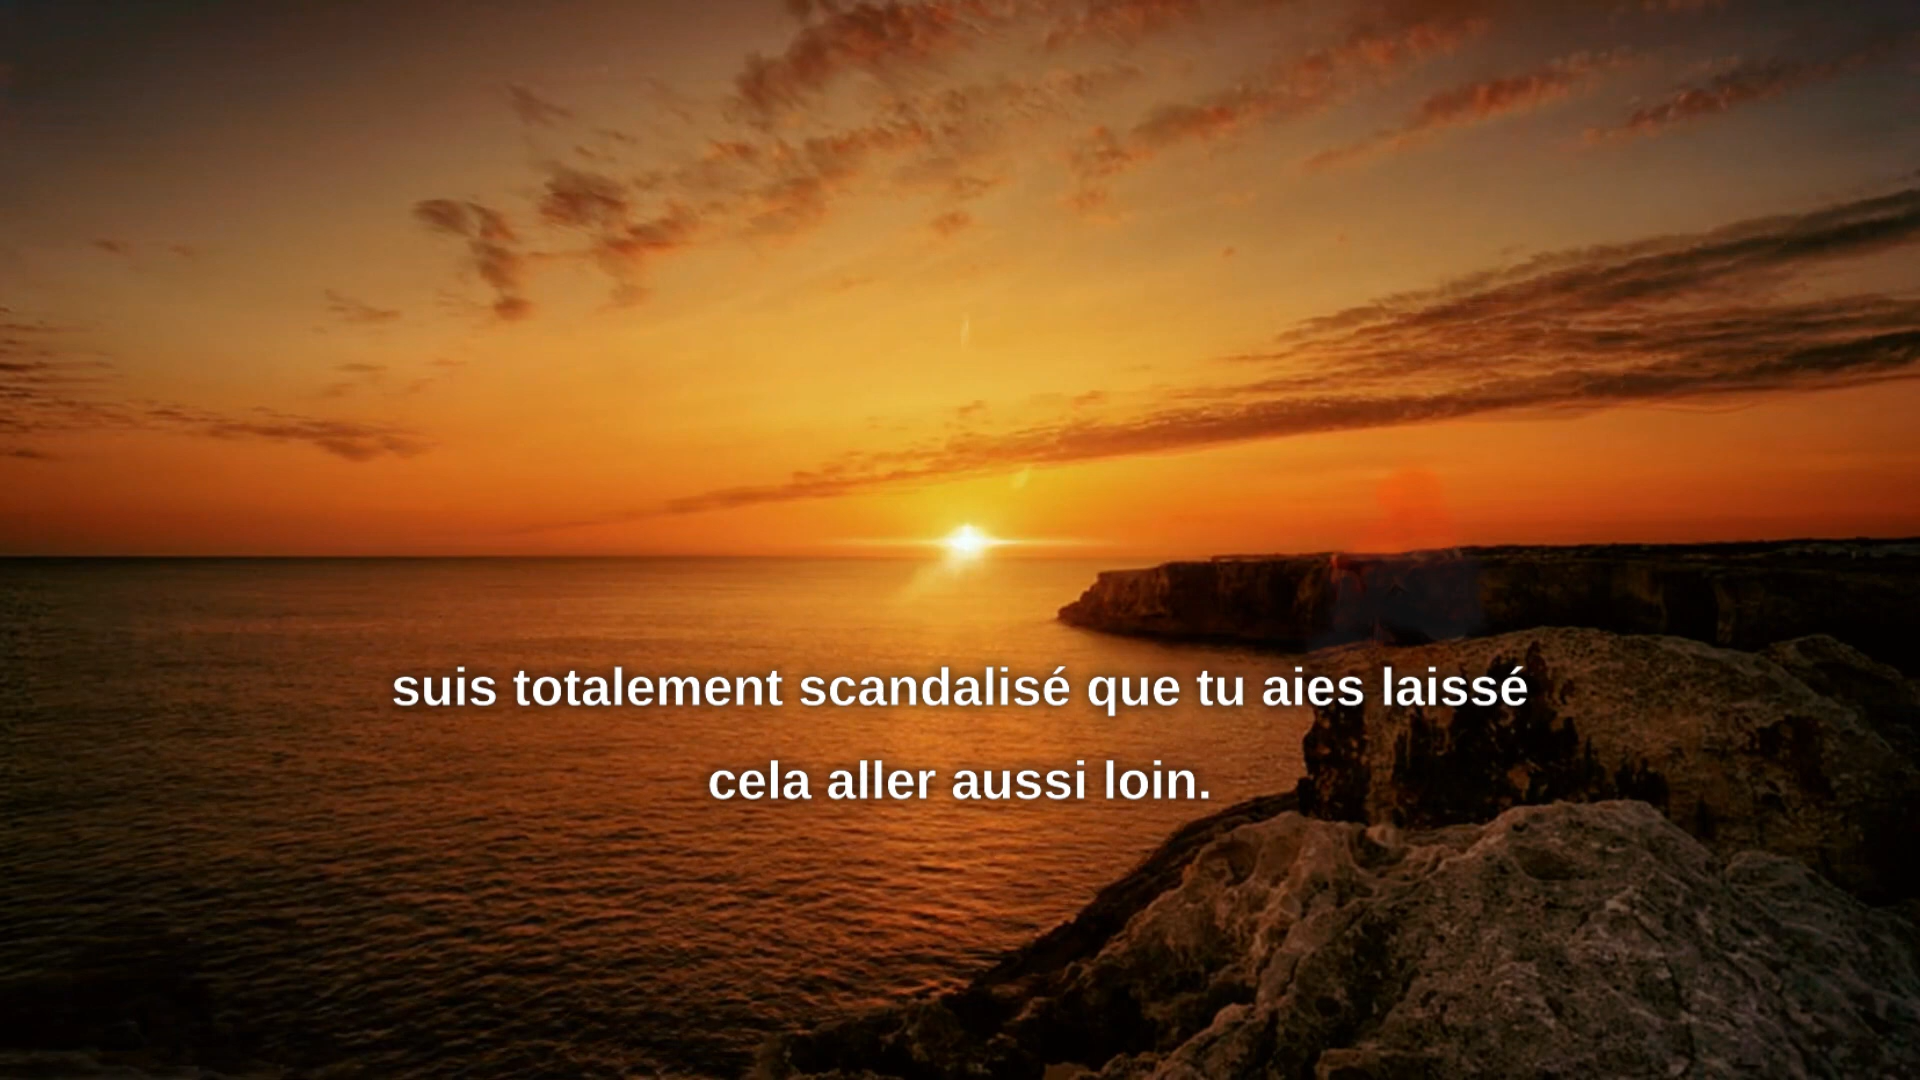 suis totalement scandalisé que tu aies laissé
cela aller aussi loin.